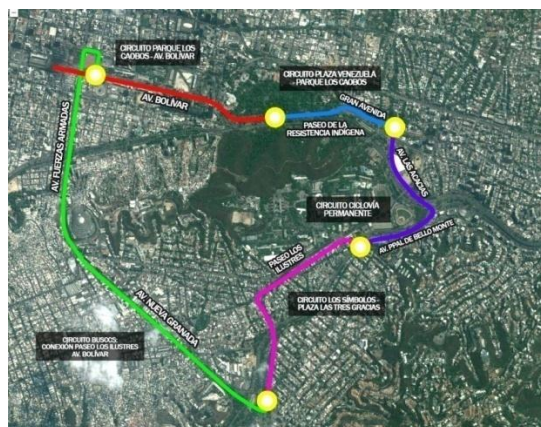 CIRCUITO PARQUE LOS
CAOBOS - AV. BOLÍVAR
CIRCUITO PLAZA VENEZUELA
- PARQUE LOS CAOBOS
AV. BOLÍVAR
GRAN AVENIDA
PASEO DE LA
RESISTENCIA INDÍGENA
AV. FUERZAS ARMADAS
AV. LAS ACACIAS
CIRCUITO CICLOVÍA
PERMANENTE
AV. PPAL DE BELLO MONTE
PASEO LOS
ILUSTRES
AV. NUEVA GRANADA
CIRCUITO LOS SÍMBOLOS -
PLAZA LAS TRES GRACIAS
CIRCUITO BUSCCS:
CONEXIÓN PASEO LOS ILUSTRES
AV. BOLÍVAR